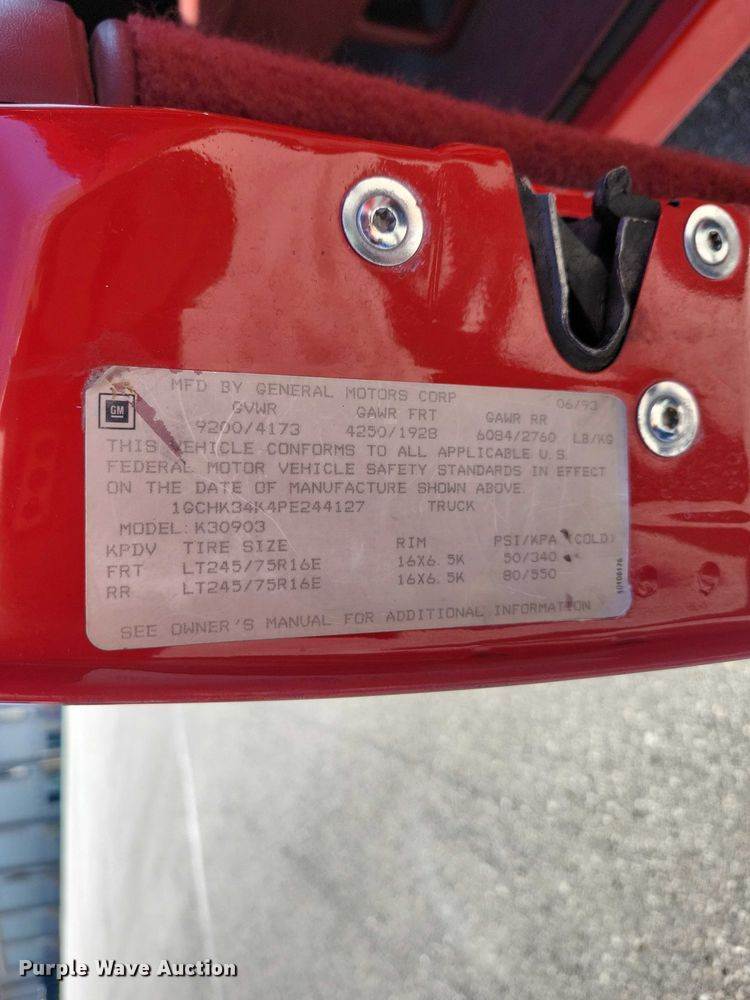 MFD BY GENERAL MOTORS CORP 06/93
GM
GVWR GAWR FRT GAWR RR
9200/4173 4250/1928 6084/2760 LB/KG
THIS VEHICLE CONFORMS TO ALL APPLICABLE U.S.
FEDERAL MOTOR VEHICLE SAFETY STANDARDS IN EFFECT
ON THE DATE OF MANUFACTURE SHOWN ABOVE.
1GCHK34K4PE244127 TRUCK
MODEL: K30903
KPDV TIRE SIZE RIM PSI/KPA (COLD)
FRT LT245/75R16E 16X6.5K 50/340
RR LT245/75R16E 16X6.5K 80/550
SEE OWNER'S MANUAL FOR ADDITIONAL INFORMATION
Purple Wave Auction